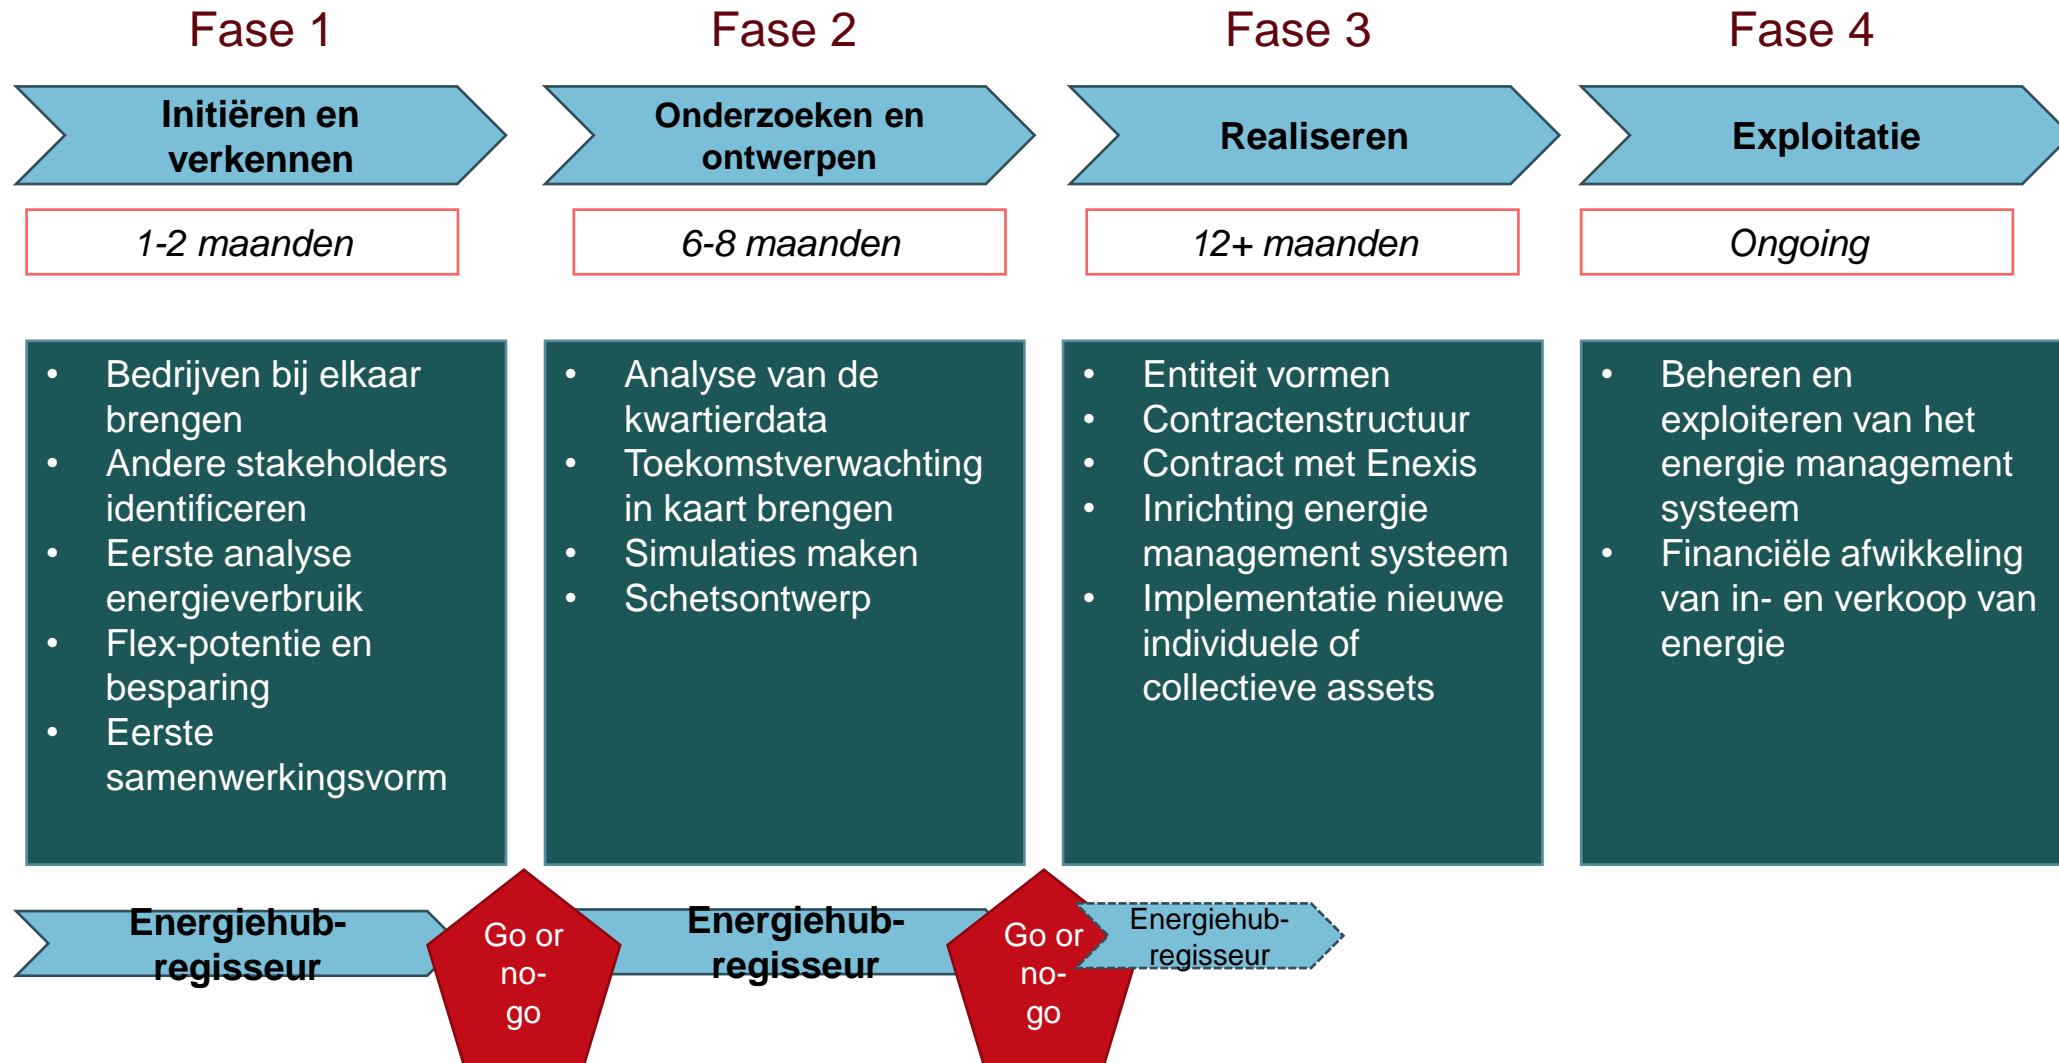 Fase 1
Fase 2
Fase 3
Fase 4
Initiëren en
verkennen
Onderzoeken en
ontwerpen
Realiseren
Exploitatie
1-2 maanden
6-8 maanden
12+ maanden
Ongoing
• Bedrijven bij elkaar
brengen
• Andere stakeholders
identificeren
• Eerste analyse
energieverbruik
• Flex-potentie en
besparing
• Eerste
samenwerkingsvorm
• Analyse van de
kwartierdata
• Toekomstverwachting
in kaart brengen
• Simulaties maken
• Schetsontwerp
• Entiteit vormen
• Contractenstructuur
• Contract met Enexis
• Inrichting energie
management systeem
• Implementatie nieuwe
individuele of
collectieve assets
• Beheren en
exploiteren van het
energie management
systeem
• Financiële afwikkeling
van in- en verkoop van
energie
Energiehub-
regisseur
Go or
no-
go
Energiehub-
regisseur
Go or
no-
go
Energiehub-
regisseur